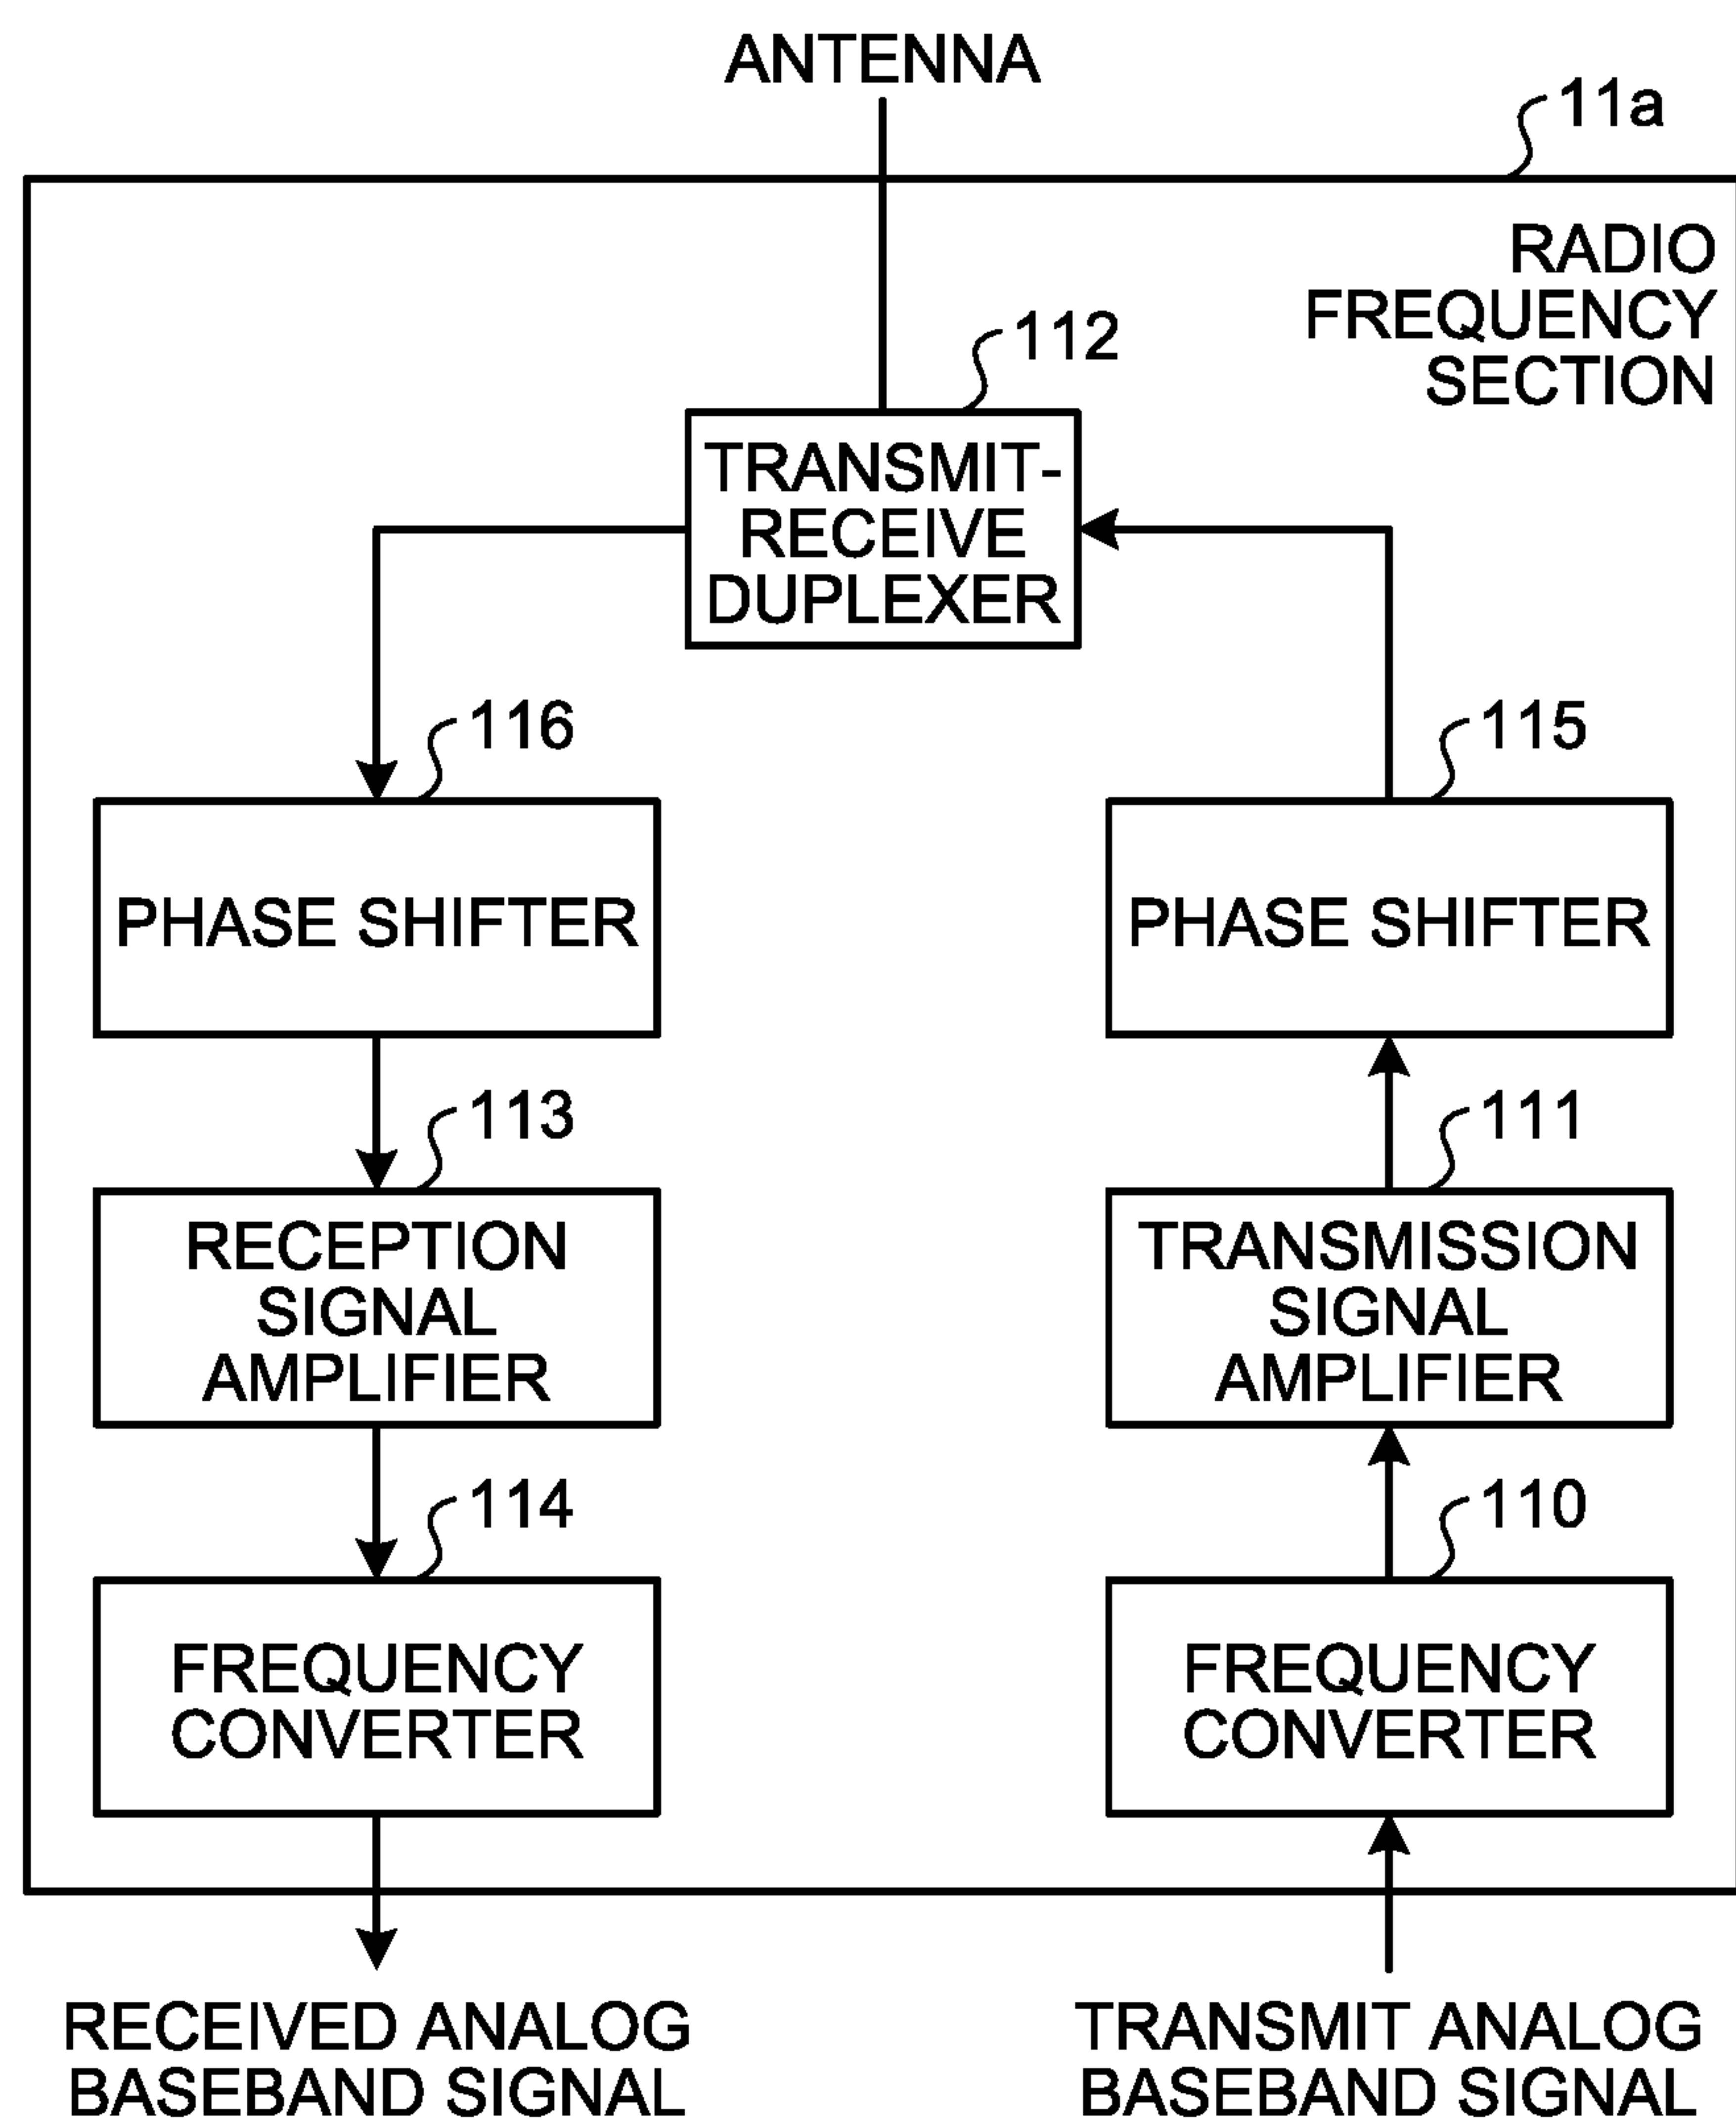 ANTENNA
11a
RADIO
FREQUENCY
SECTION
112
TRANSMIT-
RECEIVE
DUPLEXER
116
115
PHASE SHIFTER
PHASE SHIFTER
113
111
RECEPTION
SIGNAL
AMPLIFIER
TRANSMISSION
SIGNAL
AMPLIFIER
114
110
FREQUENCY
CONVERTER
FREQUENCY
CONVERTER
RECEIVED ANALOG
BASEBAND SIGNAL
TRANSMIT ANALOG
BASEBAND SIGNAL